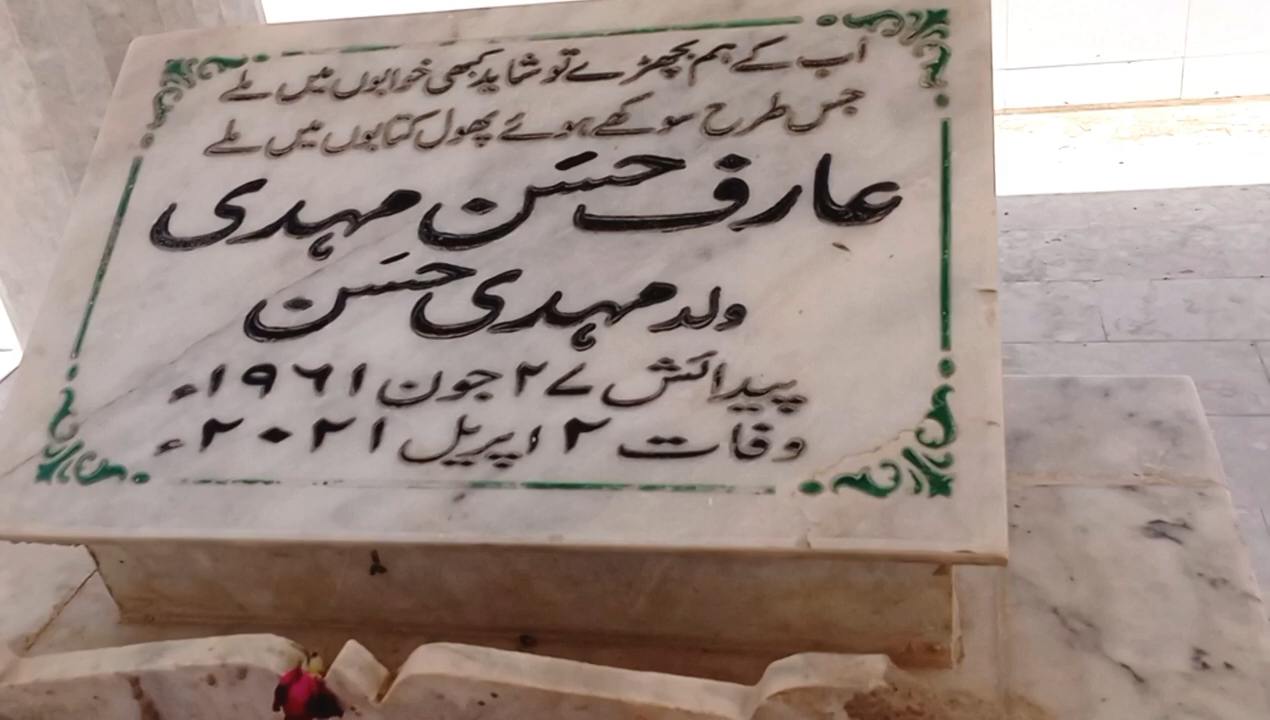 اب کے ہم بچھڑے تو شاید کبھی خوابوں میں ملے
جس طرح سوکھے ہوئے پھول کتابوں میں ملے
عارف حسن مہدی
ولد مہدی حسن
پیدائش ۲۷ جون ۱۹۶۱ء
وفات ۲ اپریل ۲۰۲۱ء